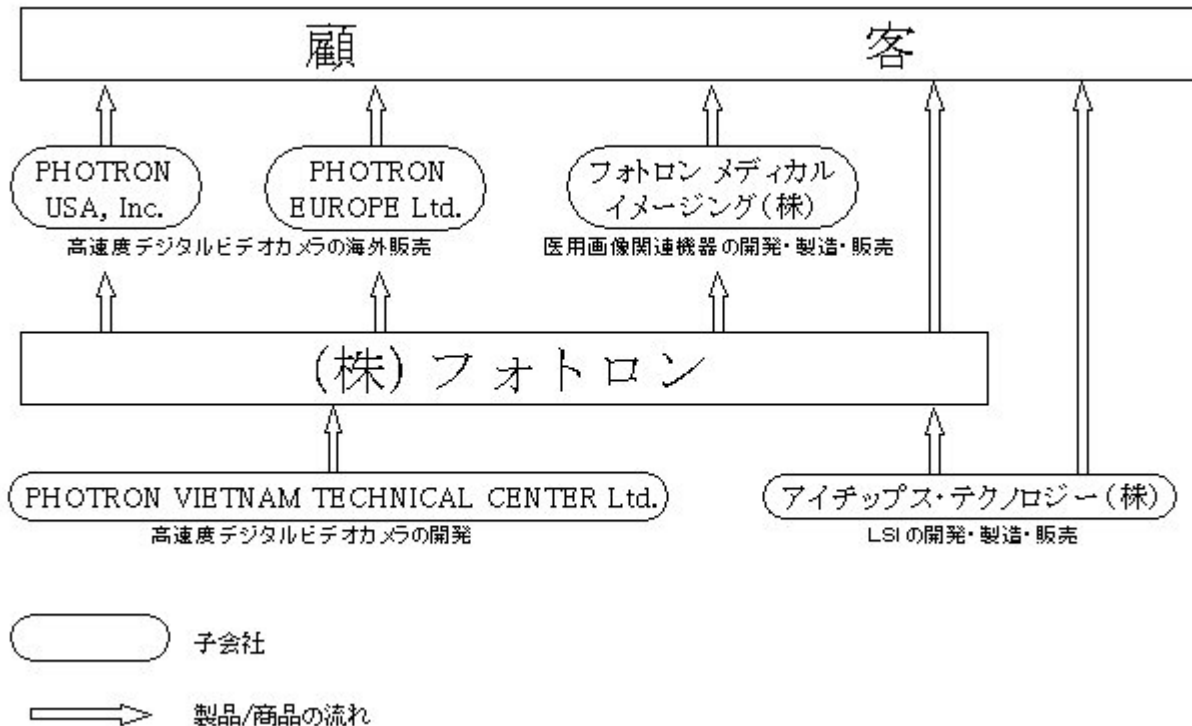 顧客
PHOTRON
USA, Inc.
PHOTRON
EUROPE Ltd.
フォトロン メディカル
イメージング(株)
高速度デジタルビデオカメラの海外販売
医用画像関連機器の開発・製造・販売
(株)フォトロン
PHOTRON VIETNAM TECHNICAL CENTER Ltd.
アイチップス・テクノロジー(株)
高速度デジタルビデオカメラの開発
LSIの開発・製造・販売
子会社
製品/商品の流れ